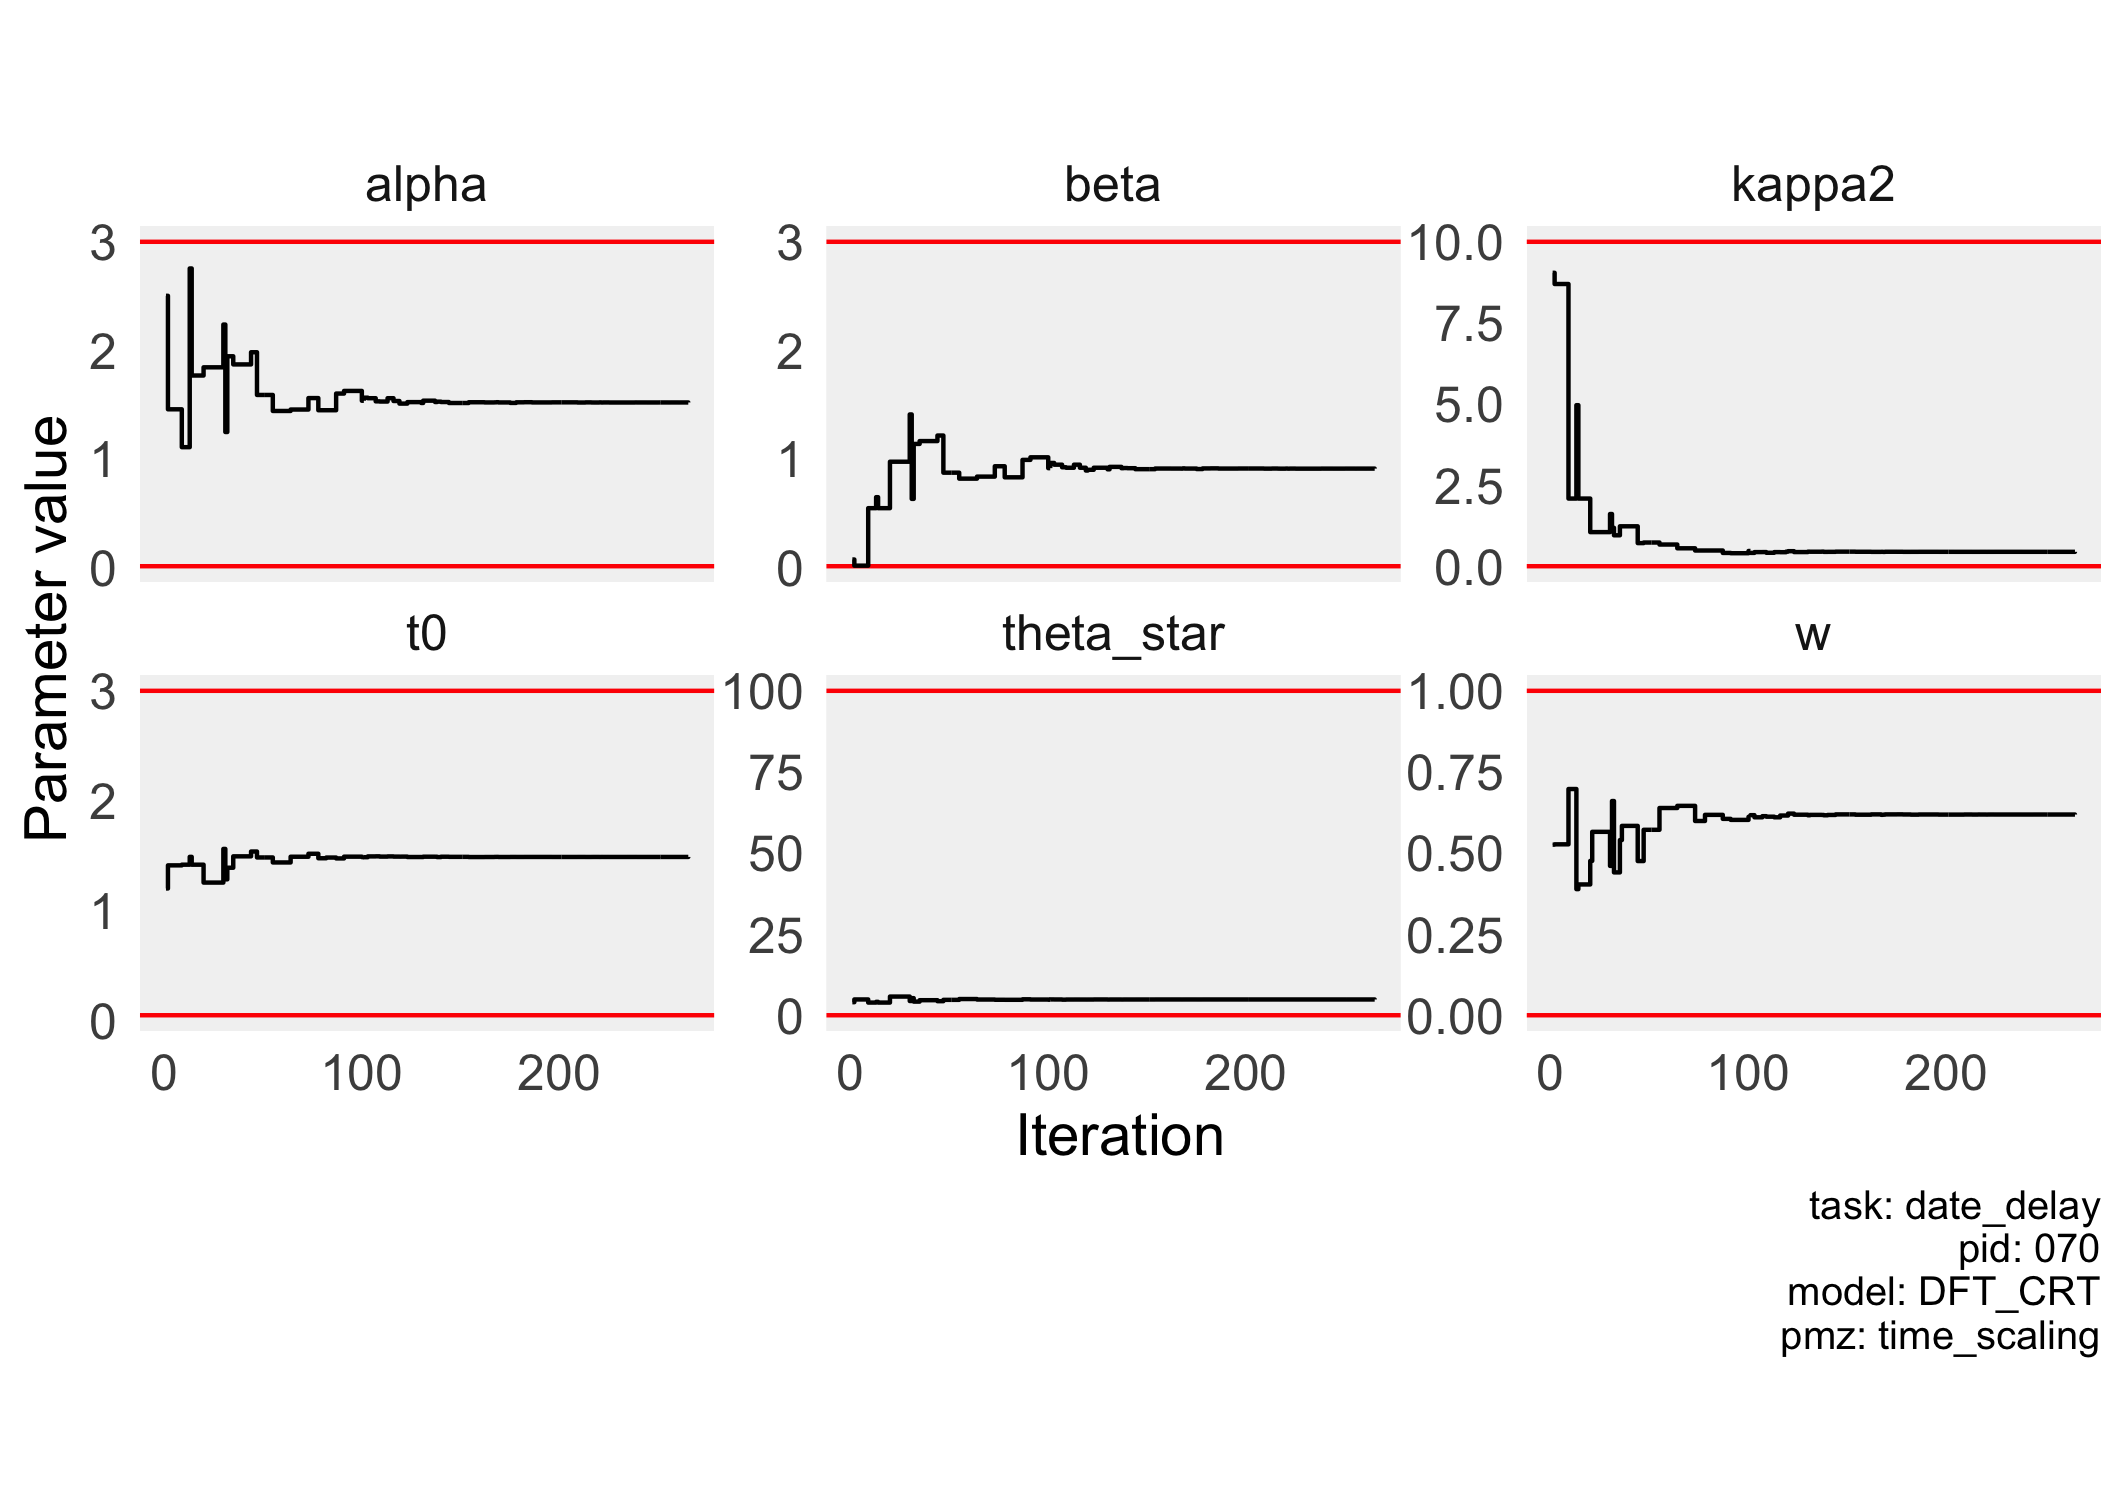 alpha
beta
kappa2
3
2
1
0
3
2
1
0
10.0
7.5
5.0
2.5
0.0
t0
theta_star
w
3
2
1
0
100
75
50
25
0
1.00
0.75
0.50
0.25
0.00
0 100 200
0 100 200
0 100 200
Parameter value
Iteration
task: date_delay
pid: 070
model: DFT_CRT
pmz: time_scaling